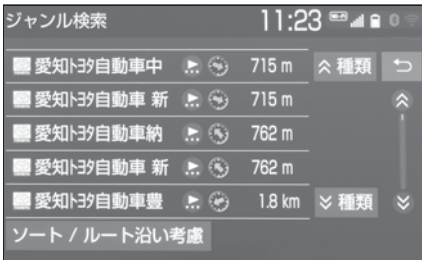 ジャンル検索 11:23
愛知トヨタ自動車中 715 m 種類
愛知トヨタ自動車 新 715 m
愛知トヨタ自動車納 762 m
愛知トヨタ自動車 新 762 m
愛知トヨタ自動車豊 1.8 km 種類
ソート / ルート沿い考慮